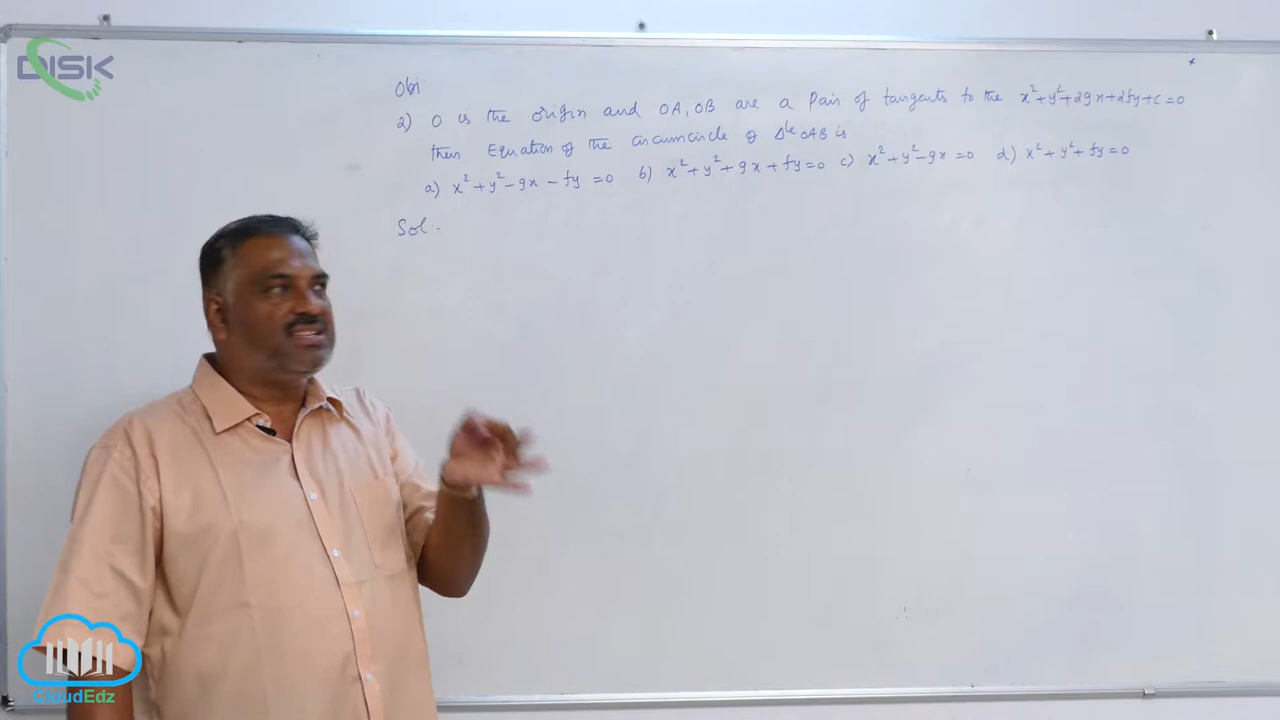 DISK
Obj
2) O is the origin and OA, OB are a pair of tangents to the x²+y²+2gx+2fy+c=0
then Equation of the circumcircle of Δle OAB is
a) x²+y²-gx-fy=0 b) x²+y²+gx+fy=0 c) x²+y²-gx=0 d) x²+y²+fy=0
Sol:-
CloudEdz